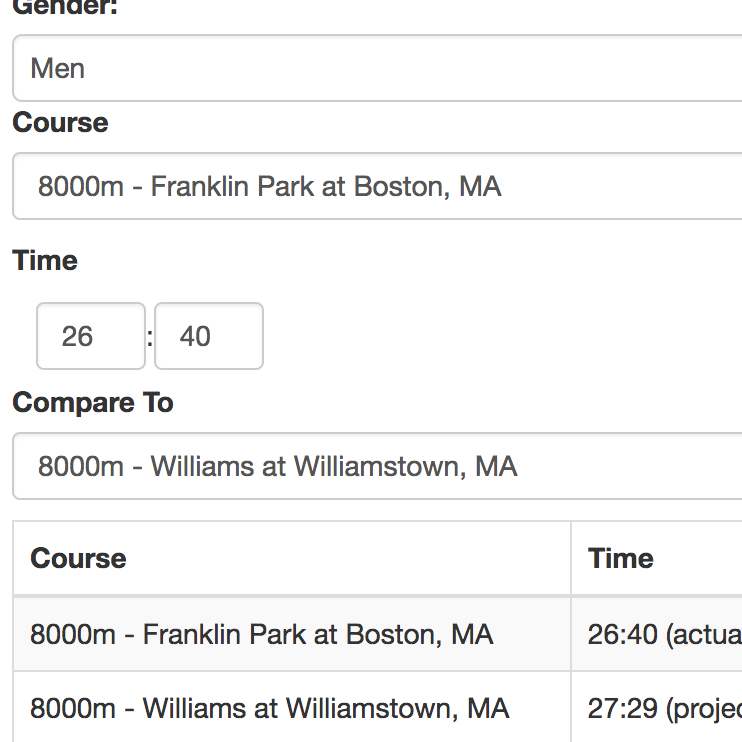 Gender:
Men
Course
8000m - Franklin Park at Boston, MA
Time
26 : 40
Compare To
8000m - Williams at Williamstown, MA
Course Time
8000m - Franklin Park at Boston, MA 26:40 (actua
8000m - Williams at Williamstown, MA 27:29 (projec